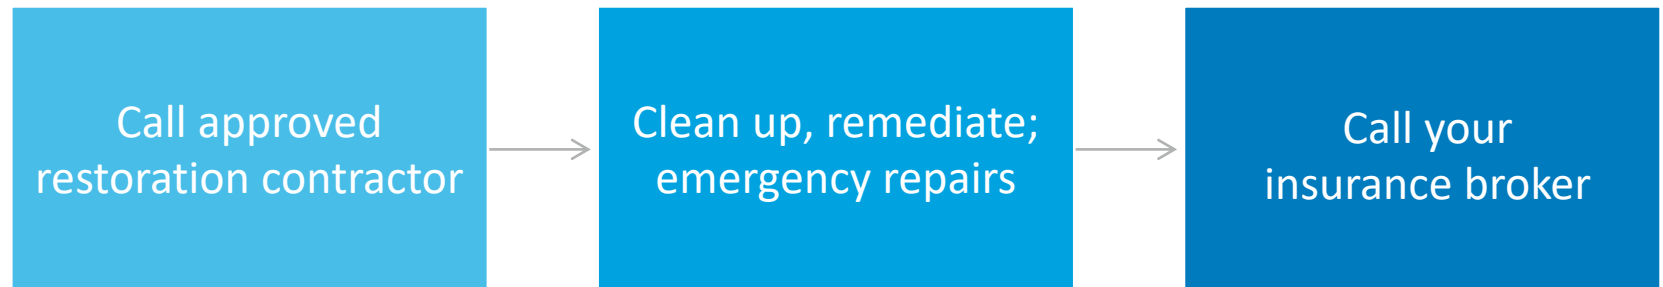 Call approved
restoration contractor
Clean up, remediate;
emergency repairs
Call your
insurance broker